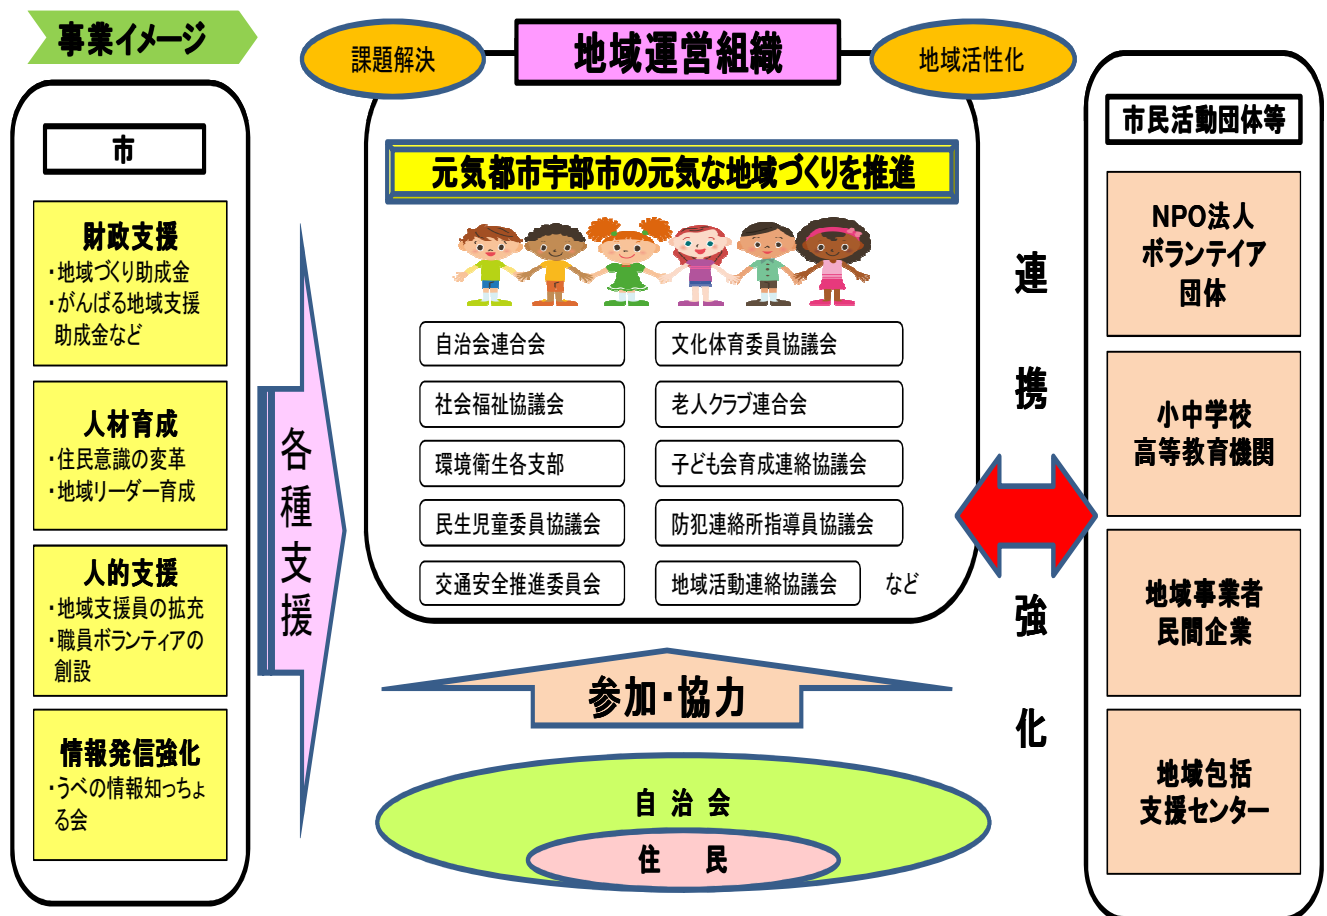 事業イメージ
市
財政支援
・地域づくり助成金
・がんばる地域支援
助成金など
人材育成
・住民意識の変革
・地域リーダー育成
人的支援
・地域支援員の拡充
・職員ボランティアの
創設
情報発信強化
・うべの情報知っちょ
る会
各種支援
課題解決
地域運営組織
地域活性化
元気都市宇部市の元気な地域づくりを推進
自治会連合会
文化体育委員協議会
社会福祉協議会
老人クラブ連合会
環境衛生各支部
子ども会育成連絡協議会
民生児童委員協議会
防犯連絡所指導員協議会
交通安全推進委員会
地域活動連絡協議会
など
参加・協力
自治会
住民
連携強化
市民活動団体等
NPO法人
ボランテイア
団体
小中学校
高等教育機関
地域事業者
民間企業
地域包括
支援センター